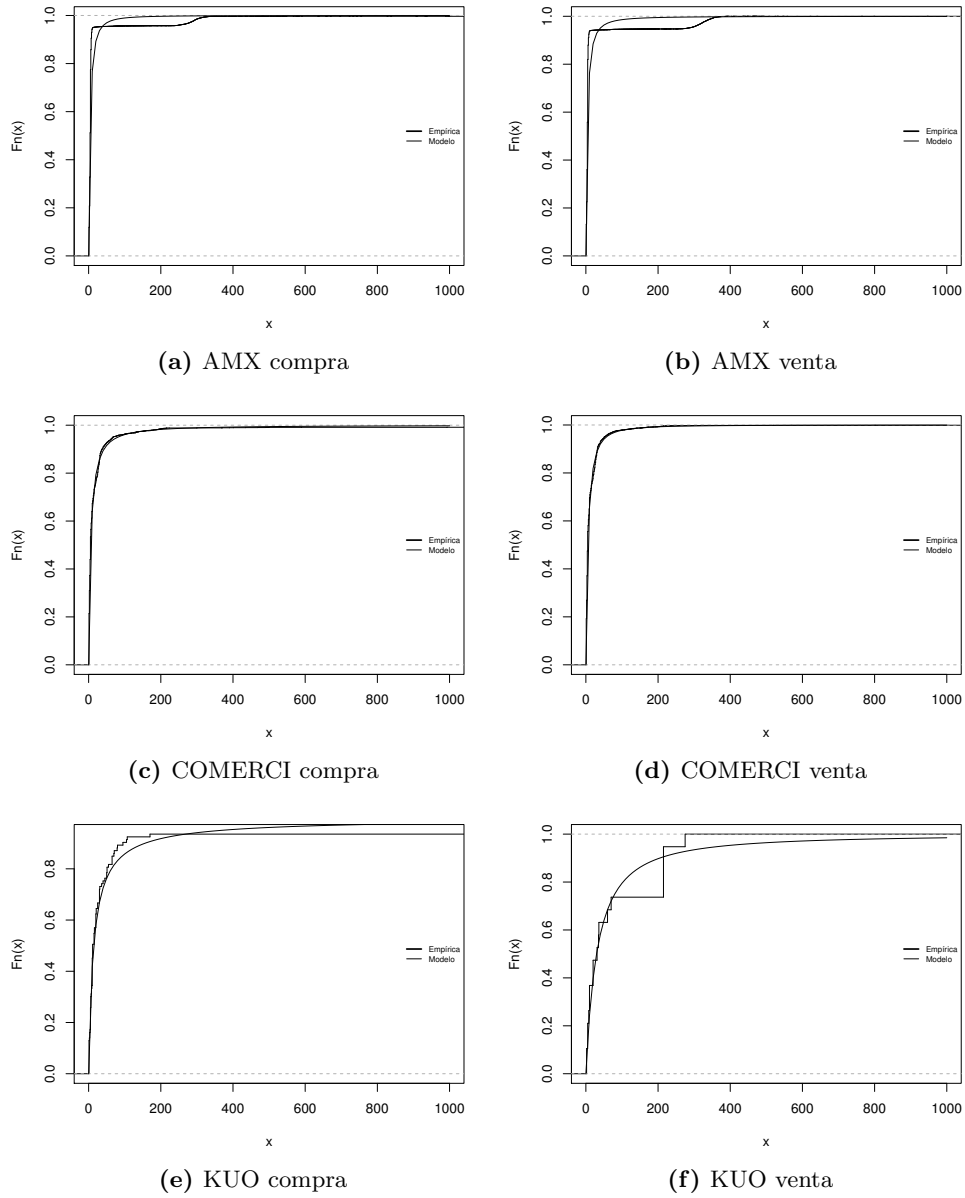 1.0
0.8
0.6
0.4
0.2
0.0
Fn(x)
Empírica
Modelo
0 200 400 600 800 1000
x
(a) AMX compra
1.0
0.8
0.6
0.4
0.2
0.0
Fn(x)
Empírica
Modelo
0 200 400 600 800 1000
x
(b) AMX venta
1.0
0.8
0.6
0.4
0.2
0.0
Fn(x)
Empírica
Modelo
0 200 400 600 800 1000
x
(c) COMERCI compra
1.0
0.8
0.6
0.4
0.2
0.0
Fn(x)
Empírica
Modelo
0 200 400 600 800 1000
x
(d) COMERCI venta
0.8
0.6
0.4
0.2
0.0
Fn(x)
Empírica
Modelo
0 200 400 600 800 1000
x
(e) KUO compra
1.0
0.8
0.6
0.4
0.2
0.0
Fn(x)
Empírica
Modelo
0 200 400 600 800 1000
x
(f) KUO venta